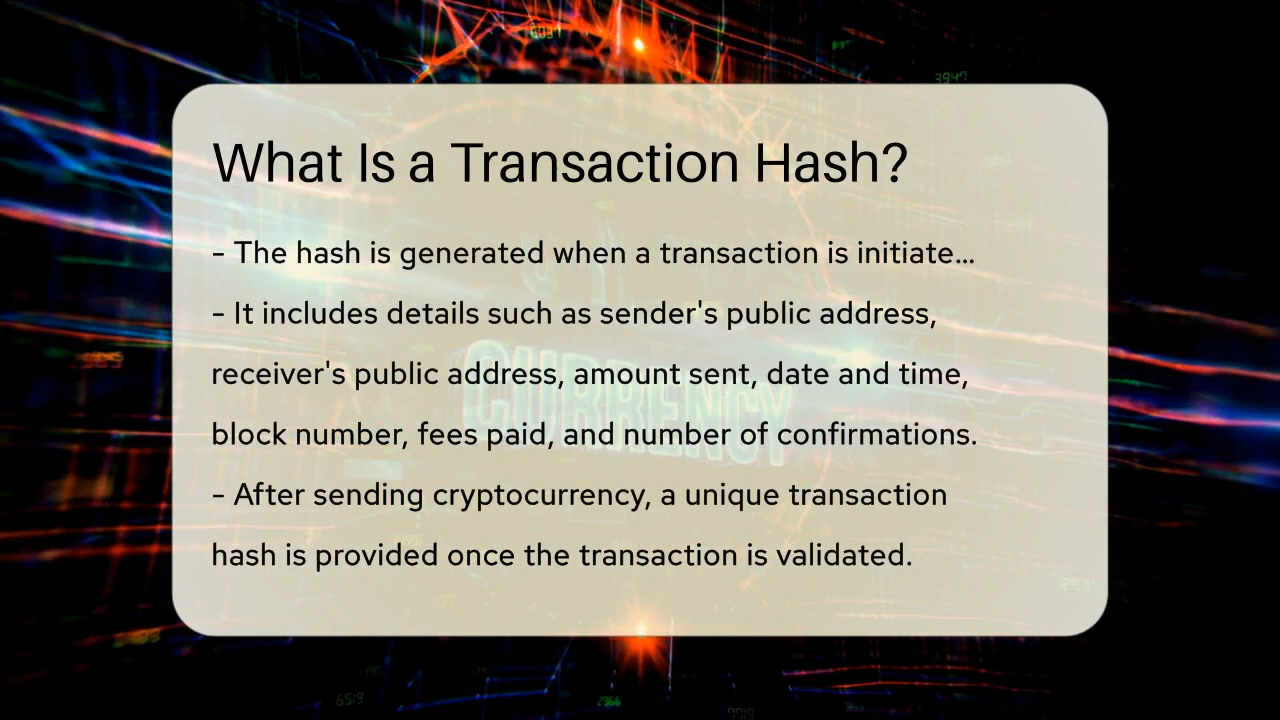 What Is a Transaction Hash?
– The hash is generated when a transaction is initiate...
– It includes details such as sender's public address,
receiver's public address, amount sent, date and time,
block number, fees paid, and number of confirmations.
CURRENCY
– After sending cryptocurrency, a unique transaction
hash is provided once the transaction is validated.